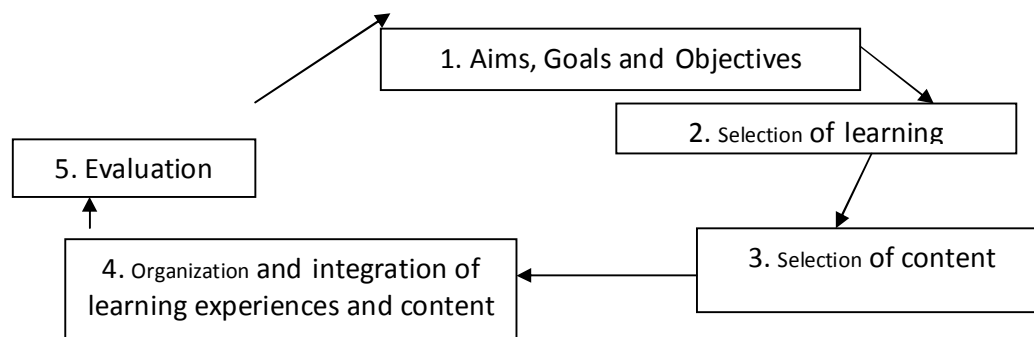 1. Aims, Goals and Objectives
2. Selection of learning
5. Evaluation
3. Selection of content
4. Organization and integration of
learning experiences and content